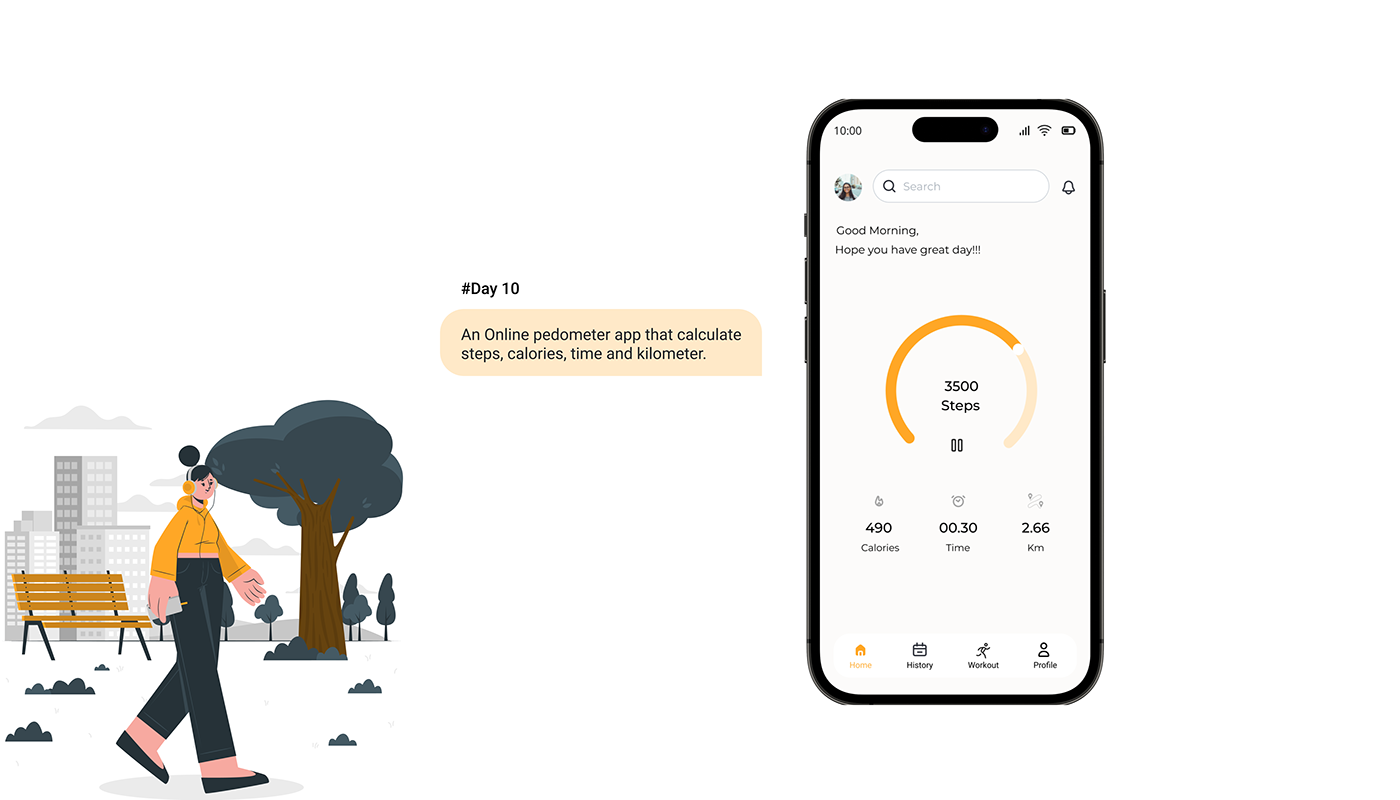 #Day 10
An Online pedometer app that calculate
steps, calories, time and kilometer.
10:00
Search
Good Morning,
Hope you have great day!!!
3500
Steps
490
00.30
2.66
Calories
Time
Km
Home
History
Workout
Profile